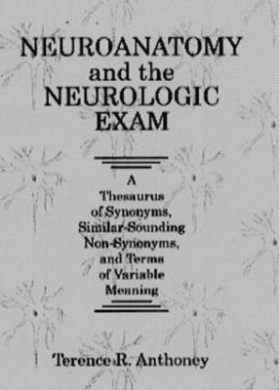 NEUROANATOMY
and the
NEUROLOGIC
EXAM
A
Thesaurus
of Synonyms,
Similar-Sounding
Non-Synonyms,
and Terms
of Variable
Meaning
Terence R. Anthoney